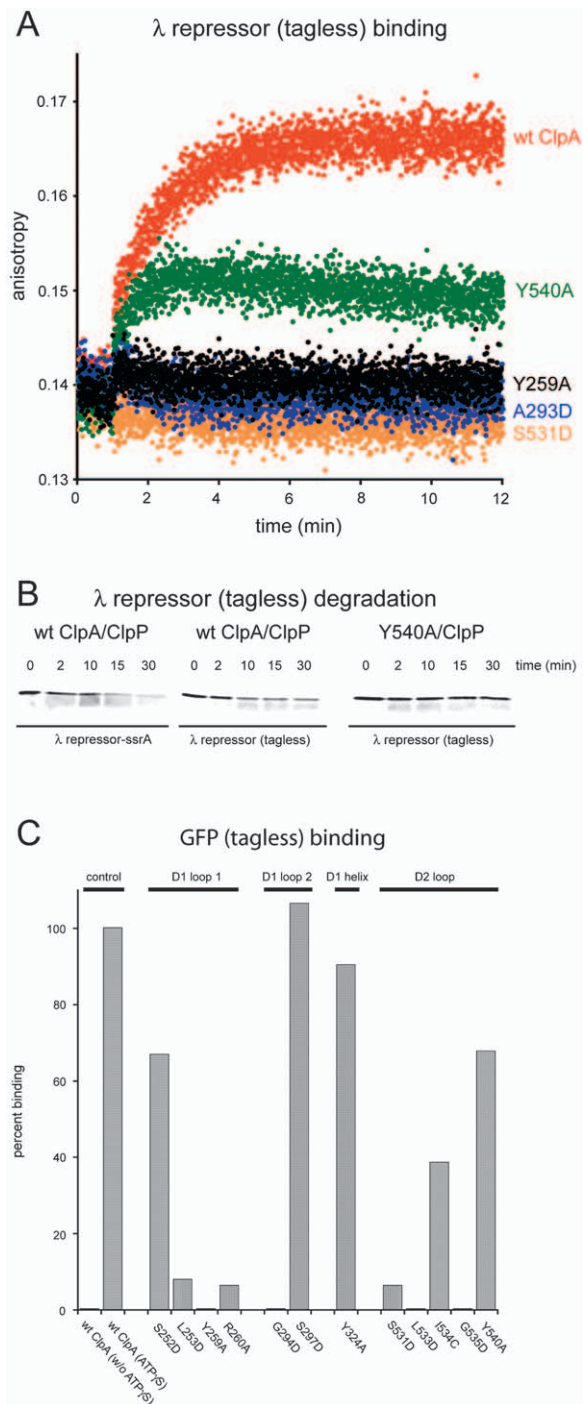 A
λ repressor (tagless) binding
0.17
0.16
0.15
0.14
0.13
anisotropy
wt ClpA
Y540A
Y259A
A293D
S531D
0 2 4 6 8 10 12
time (min)
B
λ repressor (tagless) degradation
wt ClpA/ClpP wt ClpA/ClpP Y540A/ClpP
0 2 10 15 30 0 2 10 15 30 0 2 10 15 30 time (min)
λ repressor-ssrA λ repressor (tagless) λ repressor (tagless)
C
GFP (tagless) binding
control D1 loop 1 D1 loop 2 D1 helix D2 loop
100
80
60
40
20
0
percent binding
wt ClpA (w/o ATPγS)
wt ClpA (ATPγS)
S252D
L253D
Y259A
R260A
G294D
S297D
Y324A
S531D
L533D
I534C
G535D
Y540A